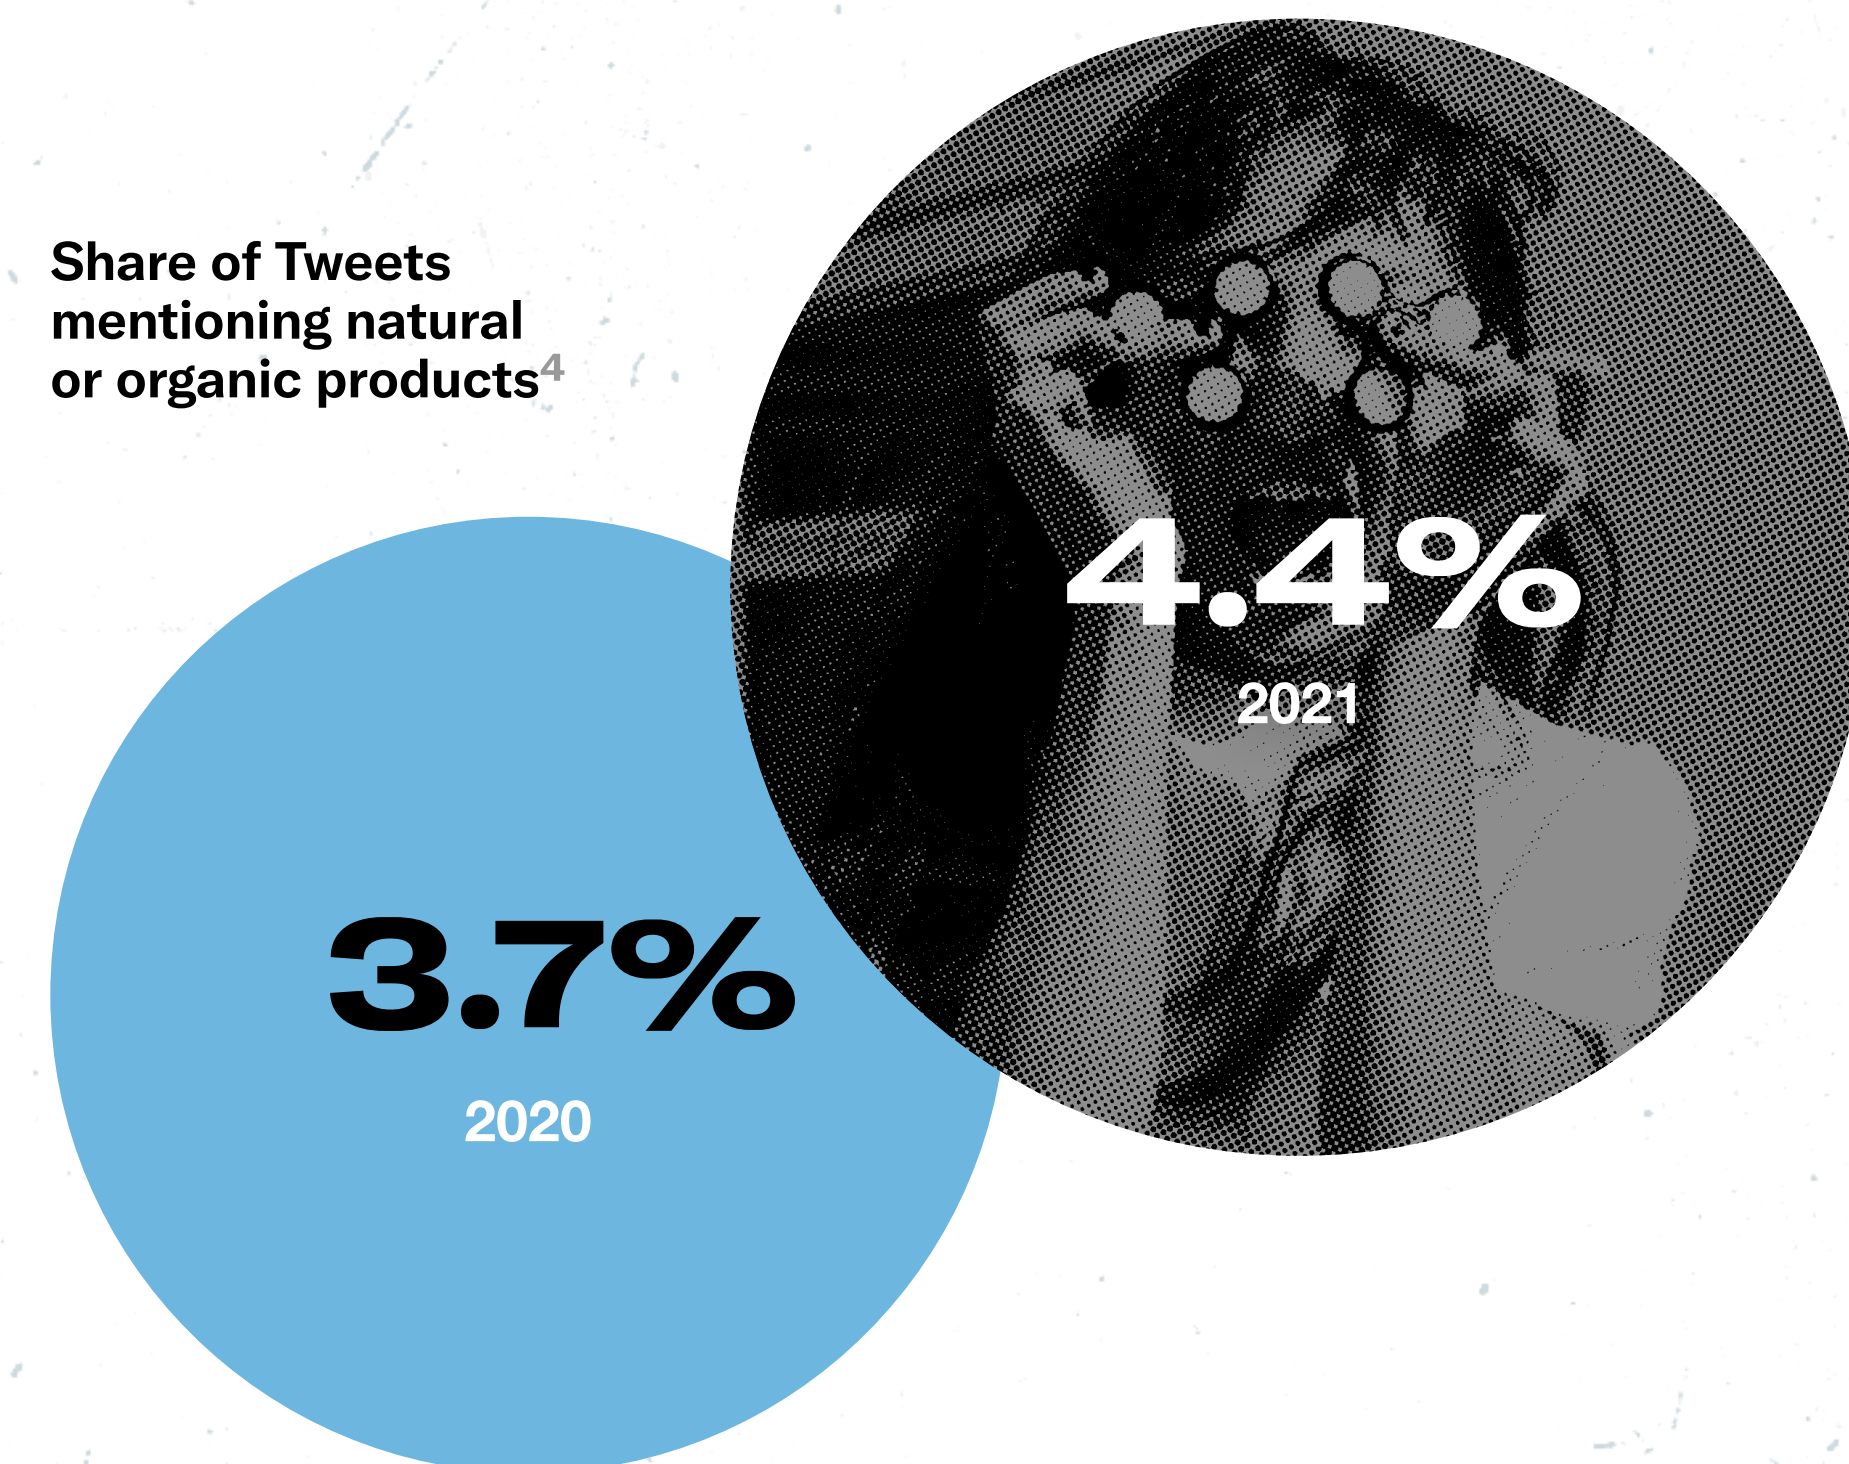 Share of Tweets
mentioning natural
or organic products4
4.4%
2021
3.7%
2020